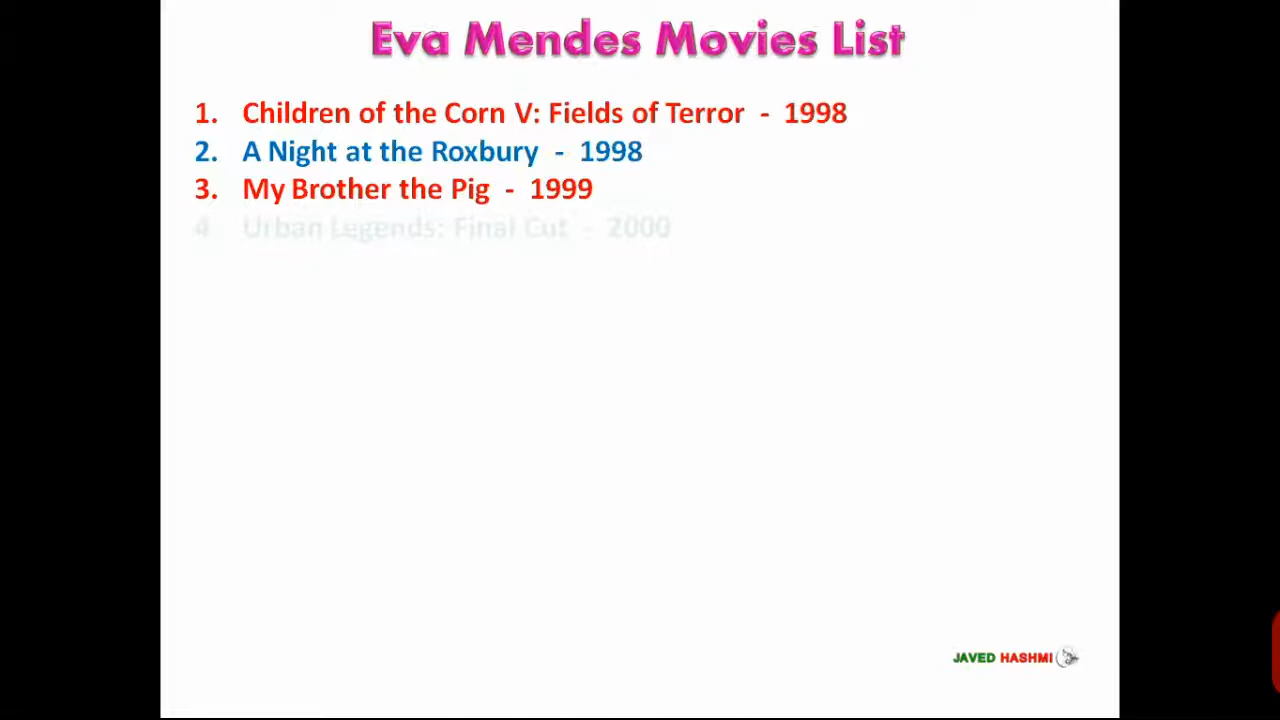 Eva Mendes Movies List
1. Children of the Corn V: Fields of Terror - 1998
2. A Night at the Roxbury - 1998
3. My Brother the Pig - 1999
4 Urban Legends: Final Cut - 2000
JAVED HASHMI